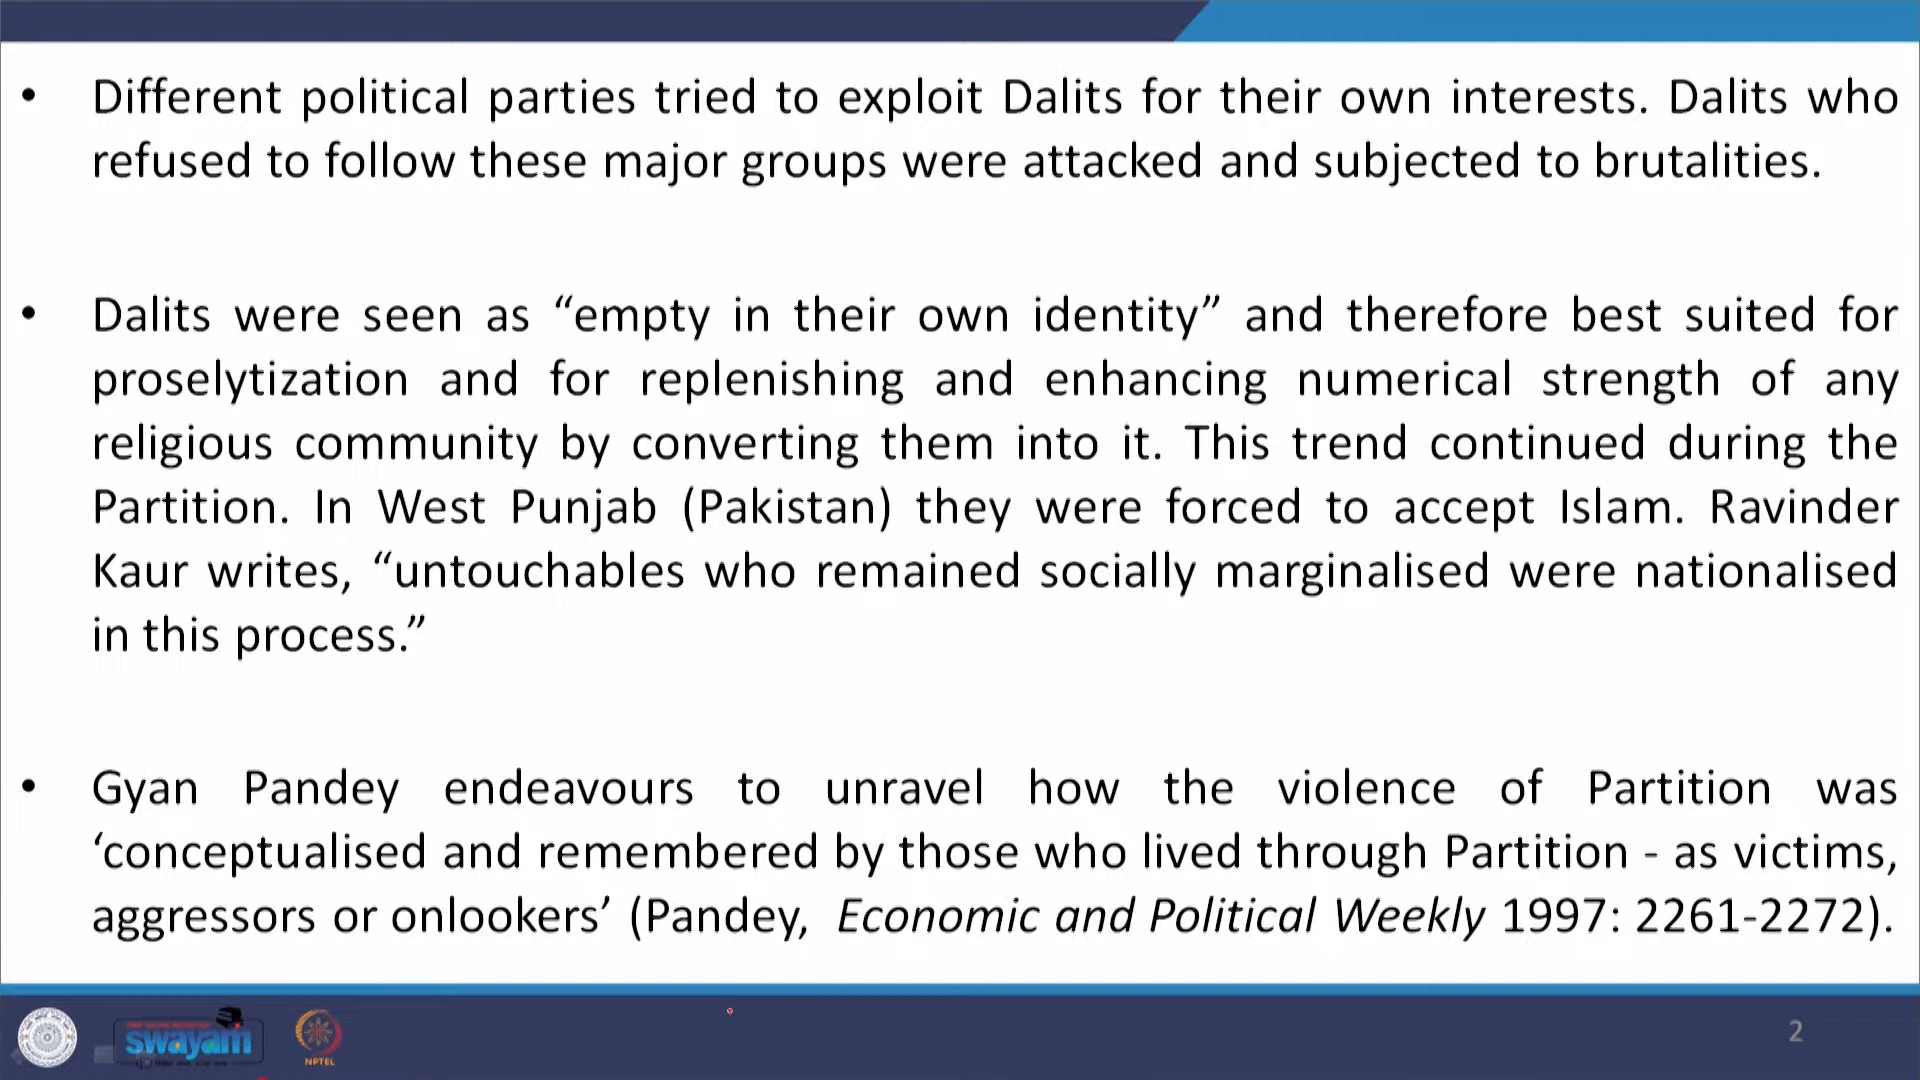 • Different political parties tried to exploit Dalits for their own interests. Dalits who
refused to follow these major groups were attacked and subjected to brutalities.
• Dalits were seen as “empty in their own identity” and therefore best suited for
proselytization and for replenishing and enhancing numerical strength of any
religious community by converting them into it. This trend continued during the
Partition. In West Punjab (Pakistan) they were forced to accept Islam. Ravinder
Kaur writes, “untouchables who remained socially marginalised were nationalised
in this process.”
• Gyan Pandey endeavours to unravel how the violence of Partition was
‘conceptualised and remembered by those who lived through Partition - as victims,
aggressors or onlookers’ (Pandey, Economic and Political Weekly 1997: 2261-2272).
swayam
NPTEL
2